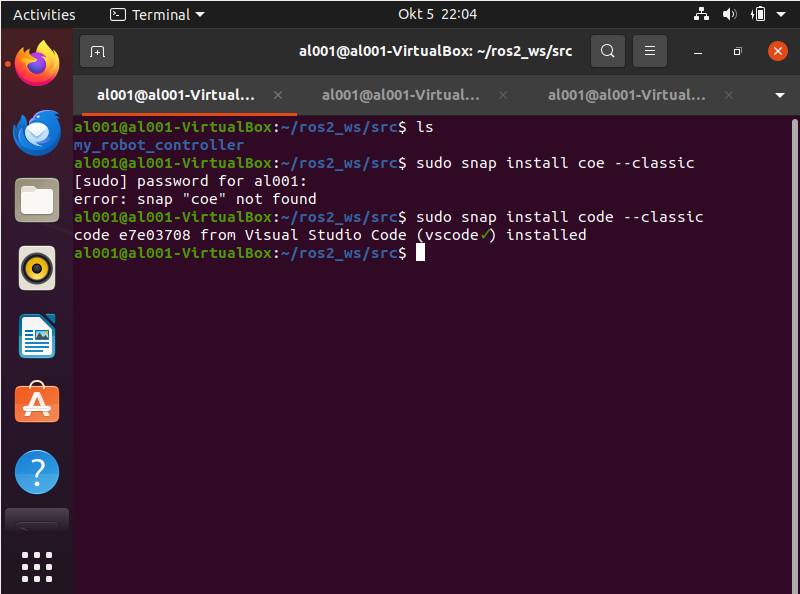 Activities Terminal Okt 5 22:04
al001@al001-VirtualBox: ~/ros2_ws/src
al001@al001-Virtual... × al001@al001-Virtual... × al001@al001-Virtual... ×
al001@al001-VirtualBox:~/ros2_ws/src$ ls
my_robot_controller
al001@al001-VirtualBox:~/ros2_ws/src$ sudo snap install coe --classic
[sudo] password for al001:
error: snap "coe" not found
al001@al001-VirtualBox:~/ros2_ws/src$ sudo snap install code --classic
code e7e03708 from Visual Studio Code (vscode✓) installed
al001@al001-VirtualBox:~/ros2_ws/src$